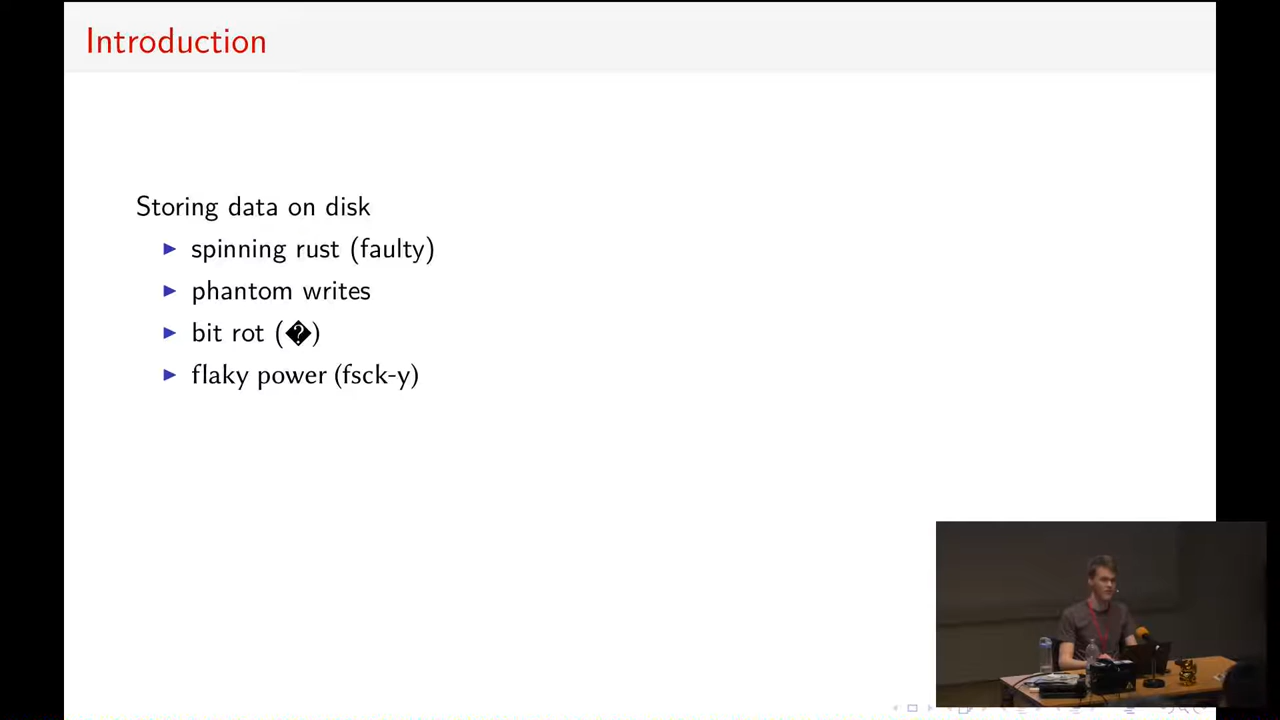 Introduction
Storing data on disk
▶ spinning rust (faulty)
▶ phantom writes
▶ bit rot (�)
▶ flaky power (fsck-y)